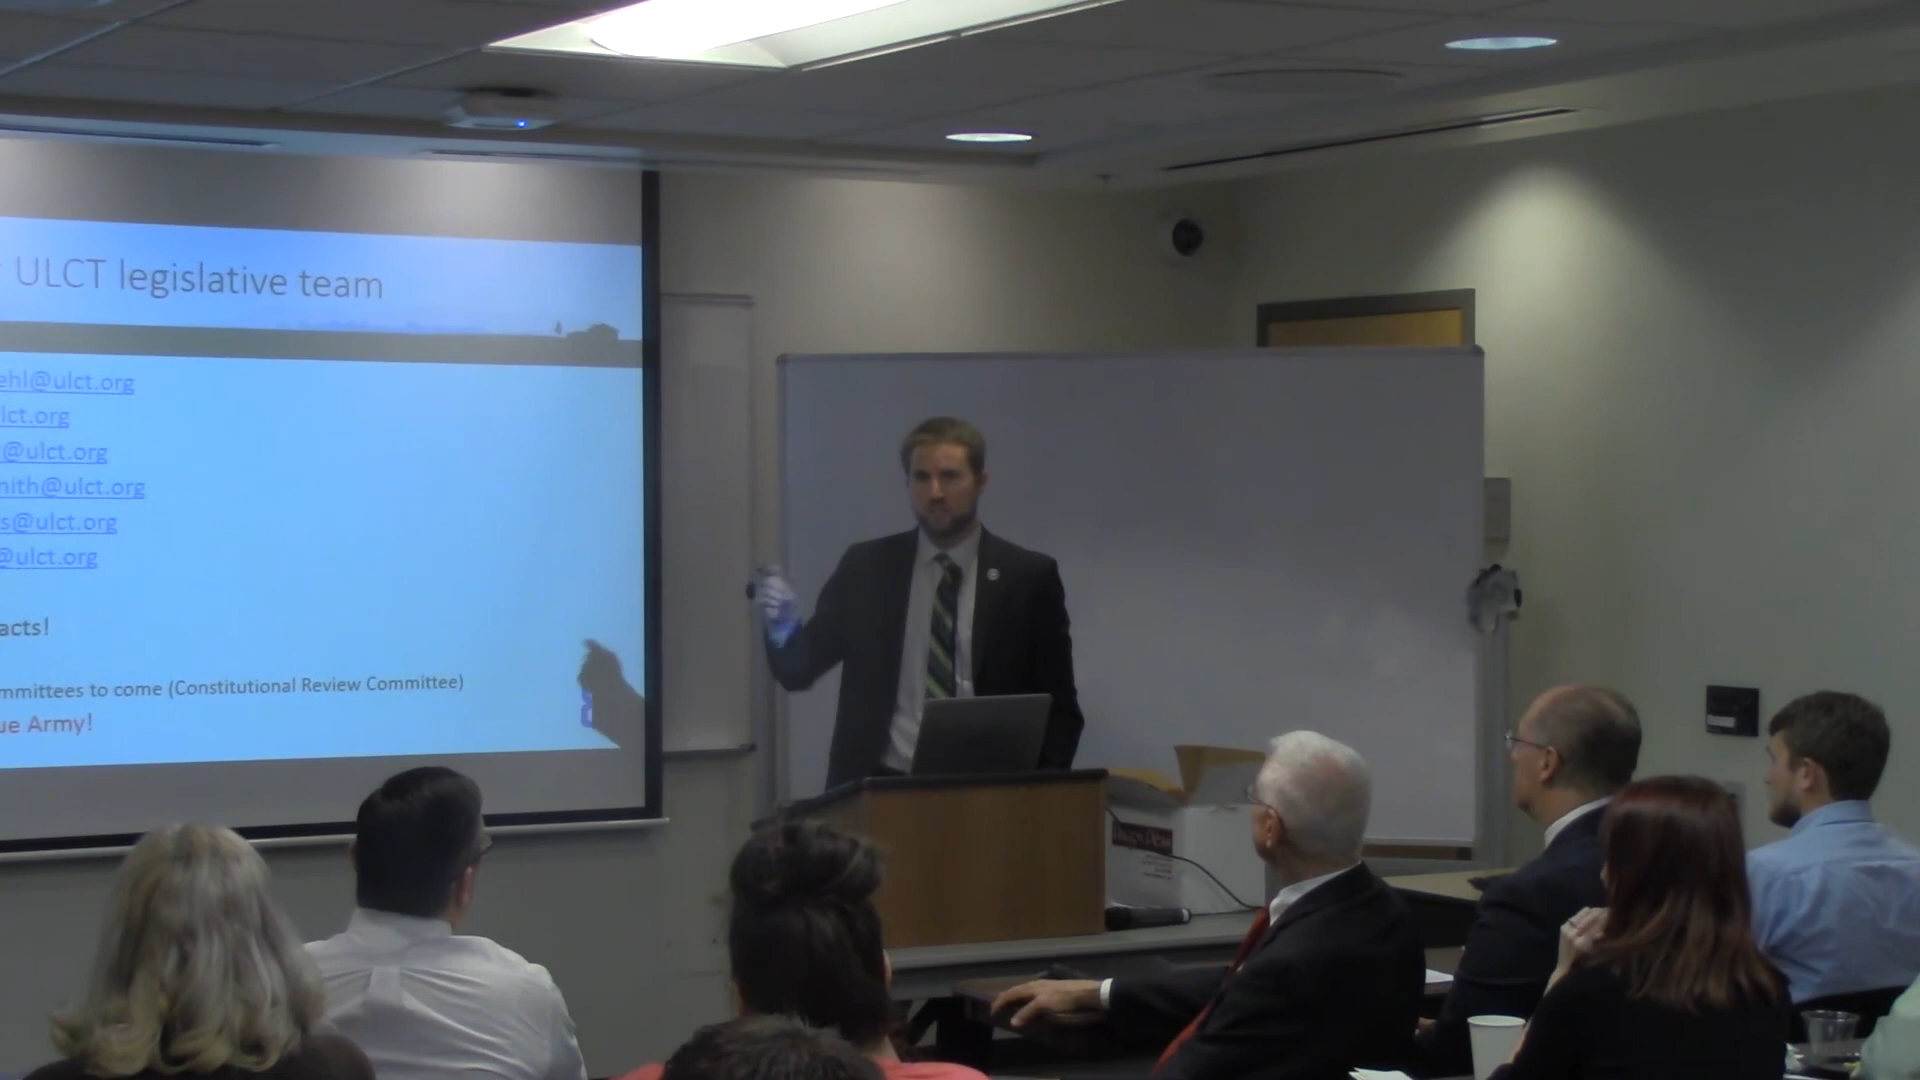 ULCT legislative team
ehl@ulct.org
lct.org
@ulct.org
nith@ulct.org
s@ulct.org
@ulct.org
acts!
mmittees to come (Constitutional Review Committee)
ue Army!